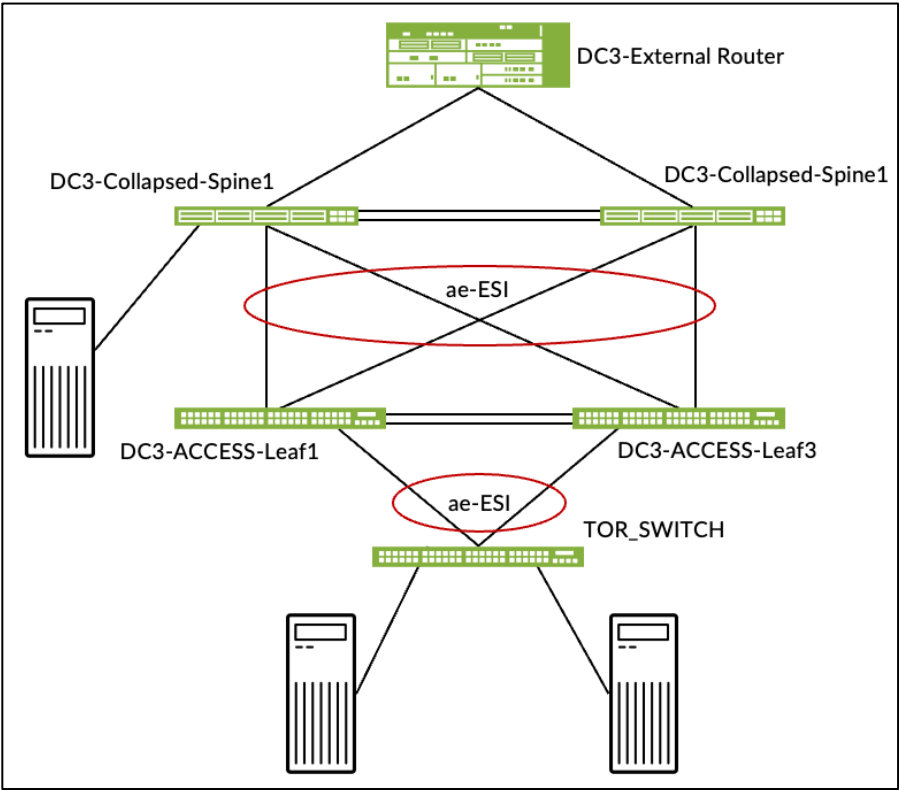 DC3-External Router
DC3-Collapsed-Spine1
DC3-Collapsed-Spine1
ae-ESI
DC3-ACCESS-Leaf1
DC3-ACCESS-Leaf3
ae-ESI
TOR_SWITCH